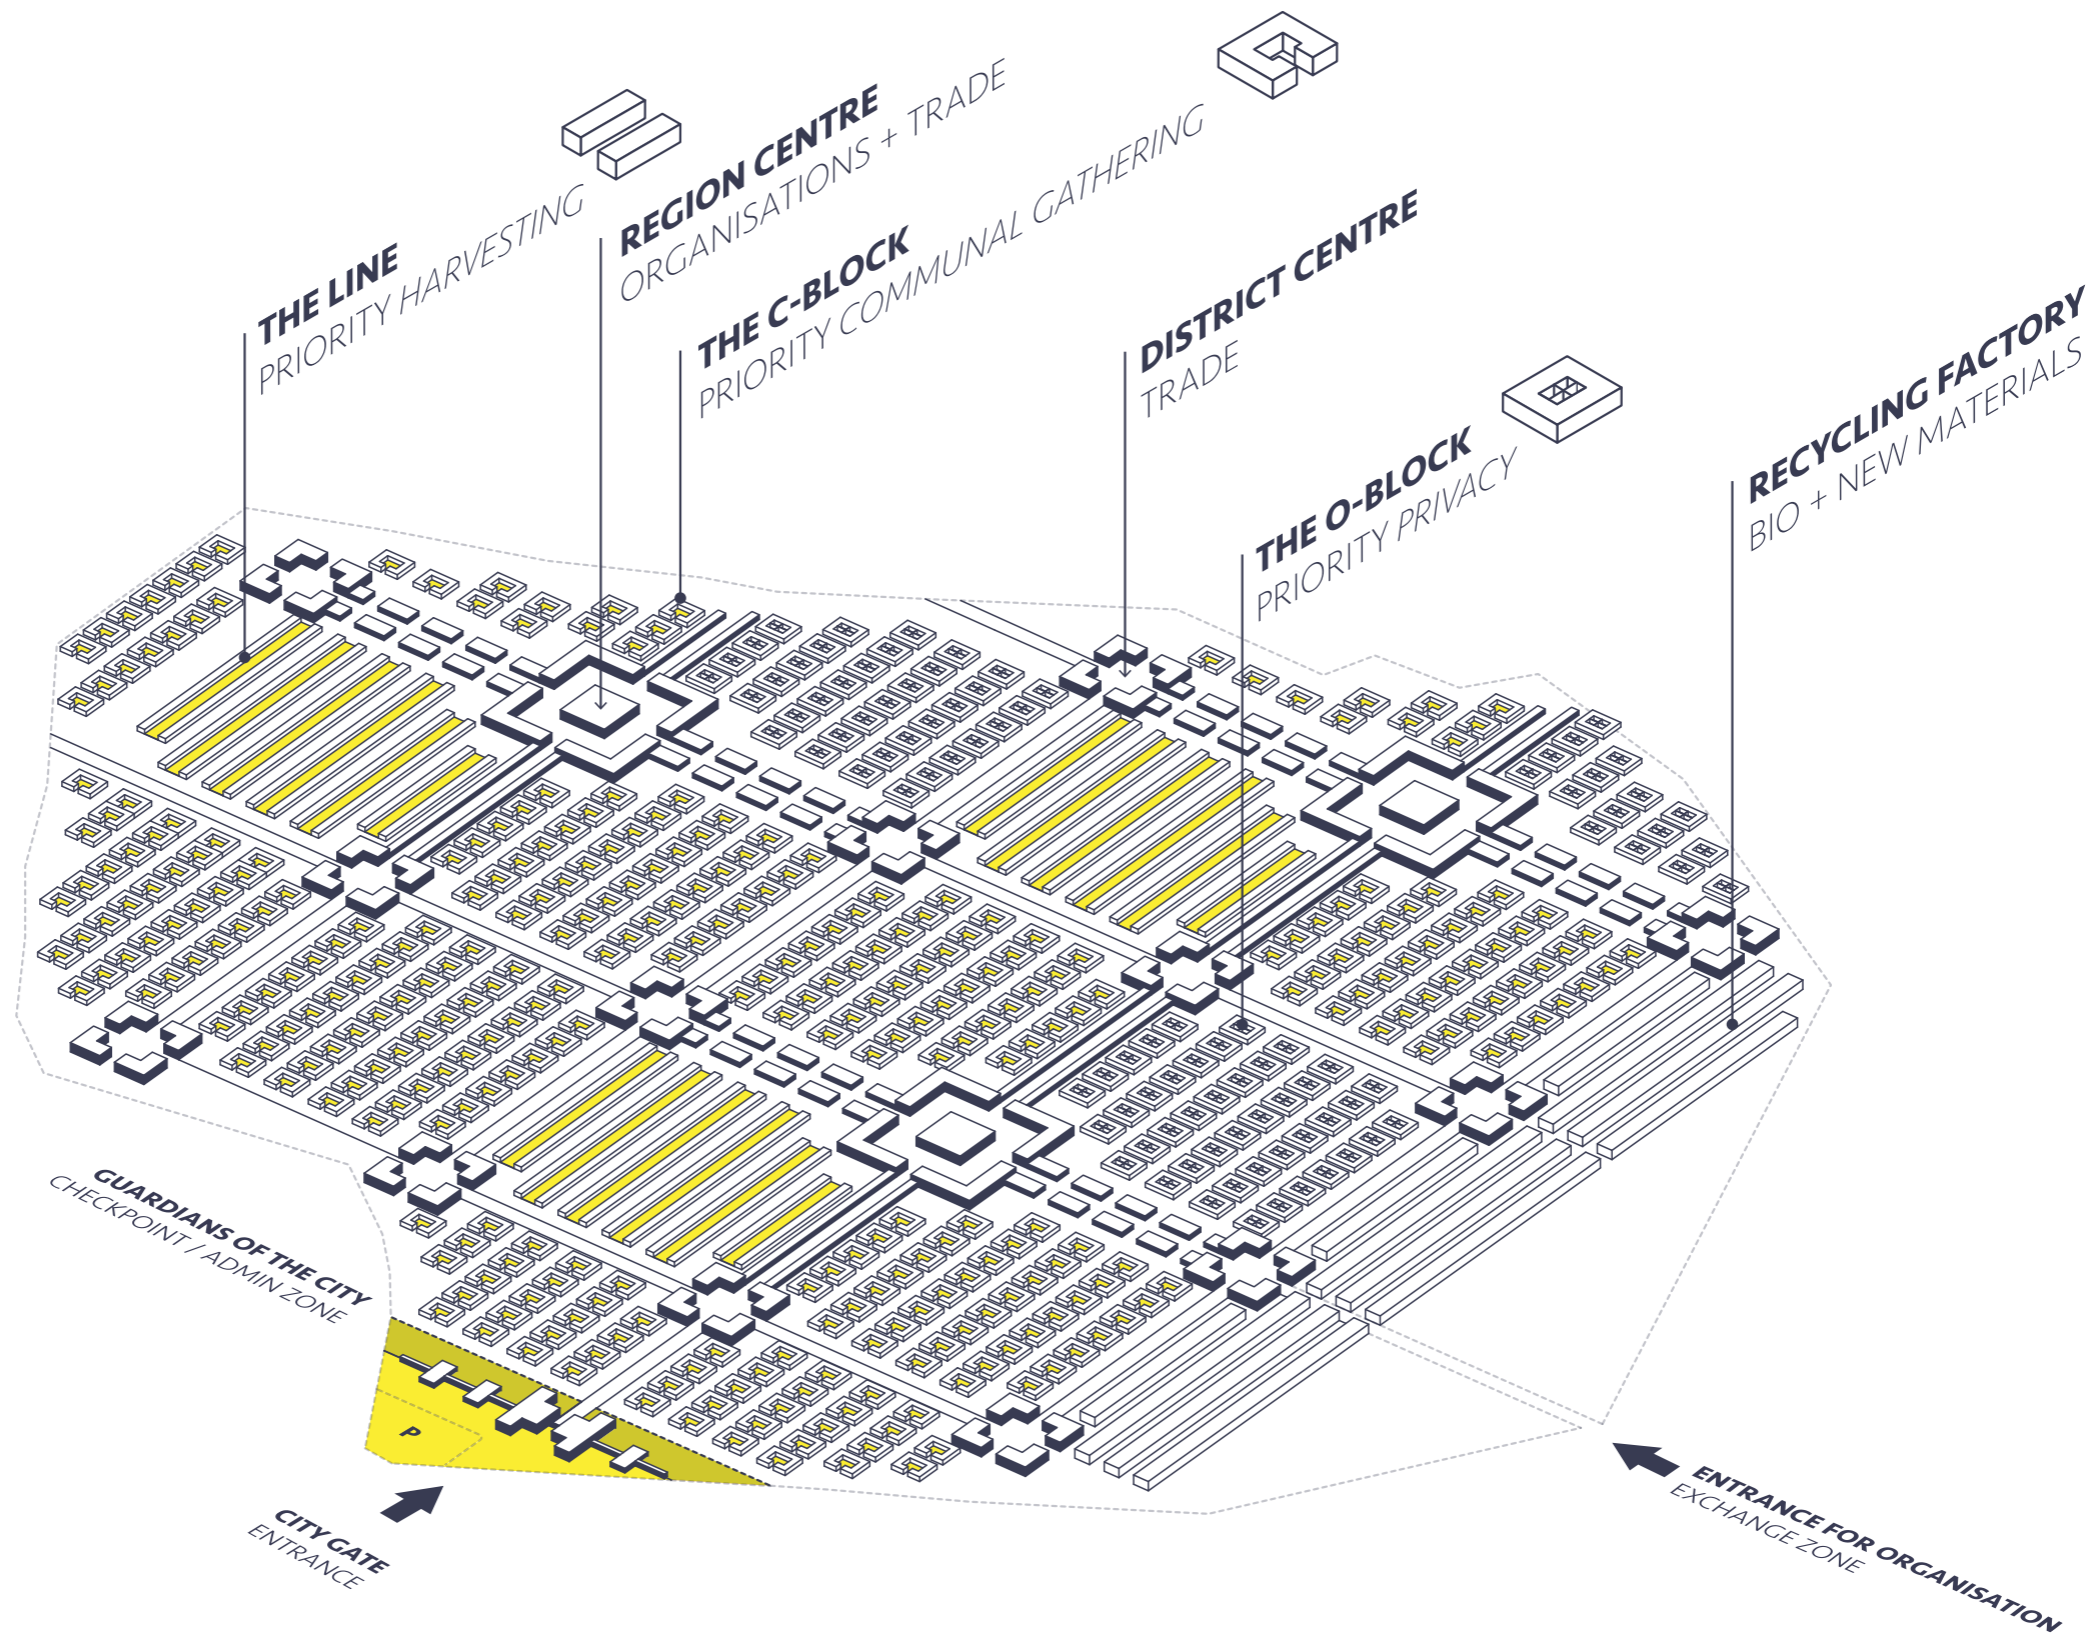 THE LINE
PRIORITY HARVESTING
REGION CENTRE
ORGANISATIONS + TRADE
THE C-BLOCK
PRIORITY COMMUNAL GATHERING
DISTRICT CENTRE
TRADE
THE O-BLOCK
PRIORITY PRIVACY
RECYCLING FACTORY
BIO + NEW MATERIALS
GUARDIANS OF THE CITY
CHECKPOINT / ADMIN ZONE
P
CITY GATE
ENTRANCE
ENTRANCE FOR ORGANISATION
EXCHANGE ZONE